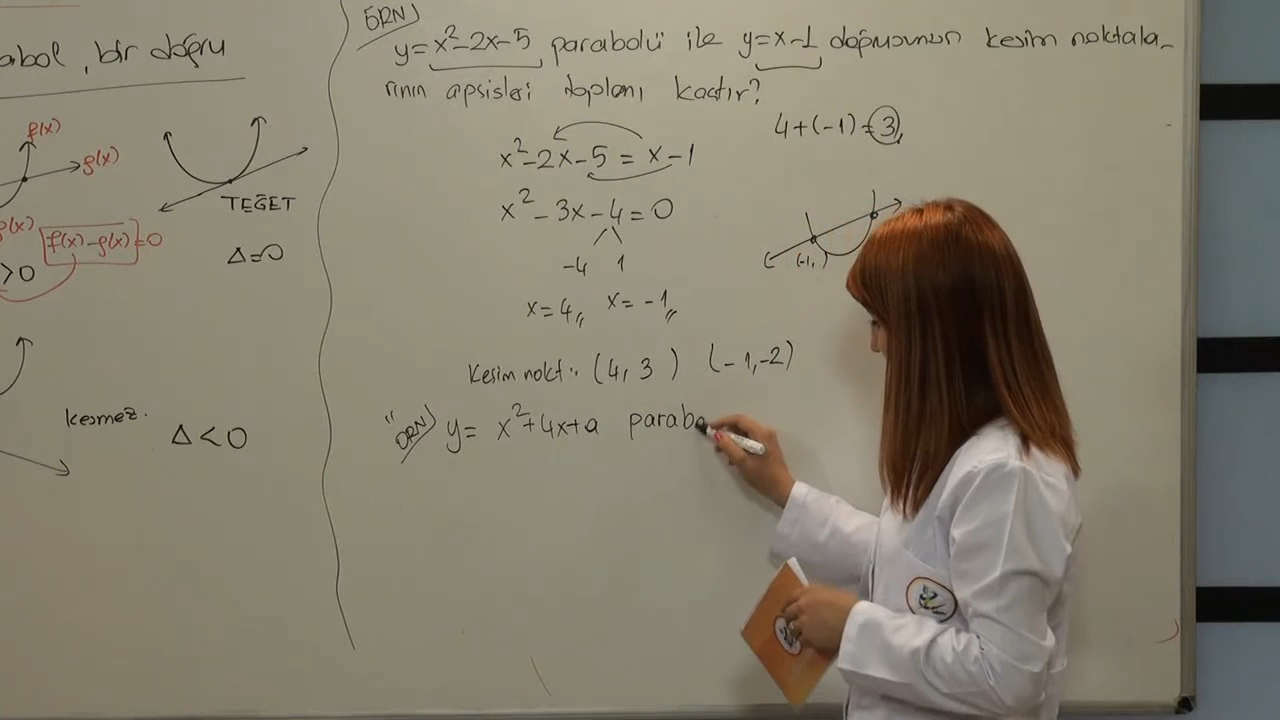 abol, bir doğru
f(x)
g(x)
TEĞET
g(x)
f(x)-g(x)=0
>0
Δ=0
kesmez.
Δ<0
ÖRN)
y=x²-2x-5 parabolü ile y=x-1 doğrusunun kesim noktala-
rının apsisleri toplamı kaçtır?
4+(-1)=3
x²-2x-5=x-1
x²-3x-4=0
-4 1
x=4,, x=-1,,
(-1, )
Kesim nokt: (4,3) (-1,-2)
ÖRN) y= x²+4x+a parabo